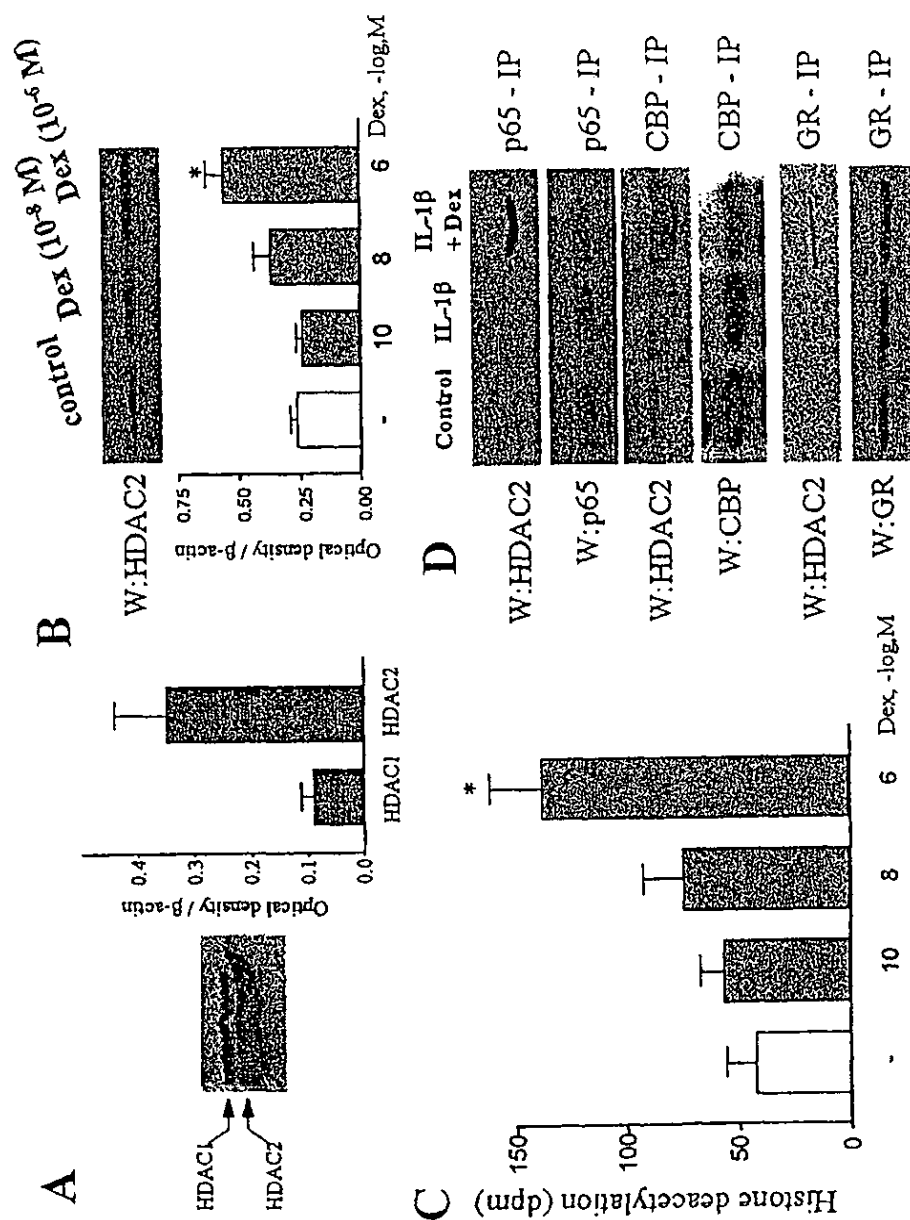 A
HDAC1
HDAC2
Optical density / β-actin
0.4
0.3
0.2
0.1
0.0
HDAC1 HDAC2
B
control Dex (10-8 M) Dex (10-6 M)
W:HDAC2
Optical density / β-actin
0.75
0.50
0.25
0.00
*
- 10 8 6 Dex, -log,M
C
Histone deacetylation (dpm)
150
100
50
0
*
- 10 8 6 Dex, -log,M
D
Control IL-1β IL-1β + Dex
W:HDAC2 p65 - IP
W:p65 p65 - IP
W:HDAC2 CBP - IP
W:CBP CBP - IP
W:HDAC2 GR - IP
W:GR GR - IP